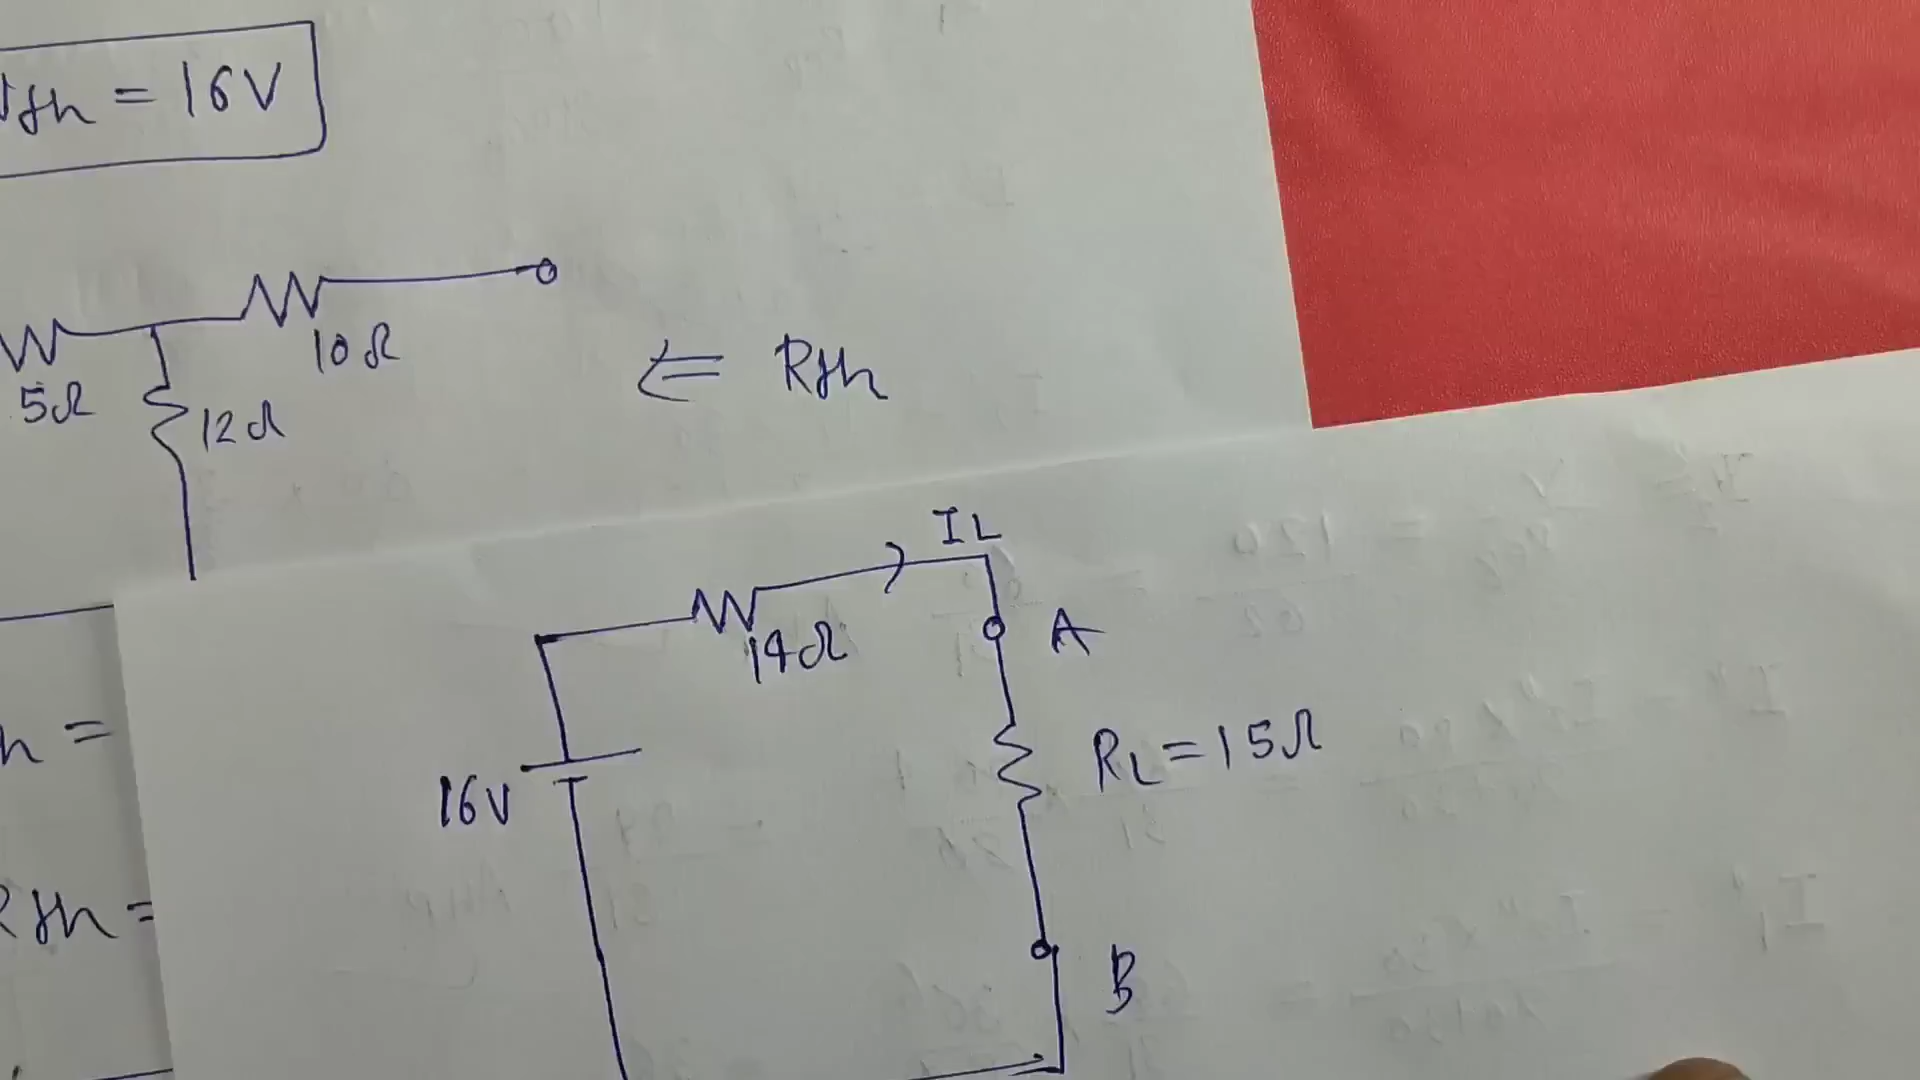 Vth = 16V
10Ω
5Ω
12Ω
⇐ Rth
IL
14Ω
A
RL = 15Ω
16V
B
h =
Rth =